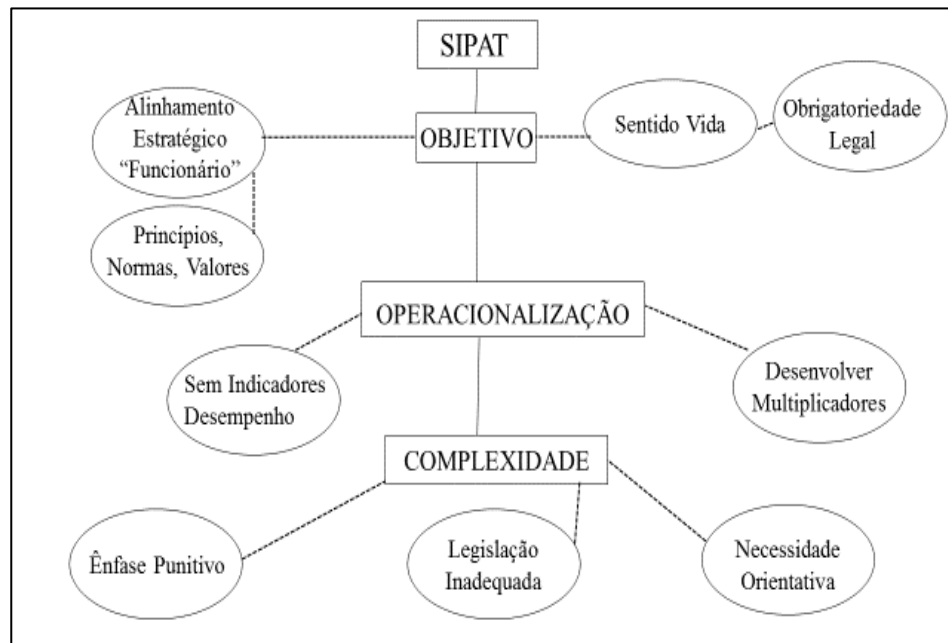 SIPAT
Alinhamento
Estratégico
“Funcionário”
OBJETIVO
Sentido Vida
Obrigatoriedade
Legal
Princípios,
Normas, Valores
OPERACIONALIZAÇÃO
Sem Indicadores
Desempenho
Desenvolver
Multiplicadores
COMPLEXIDADE
Ênfase Punitivo
Legislação
Inadequada
Necessidade
Orientativa